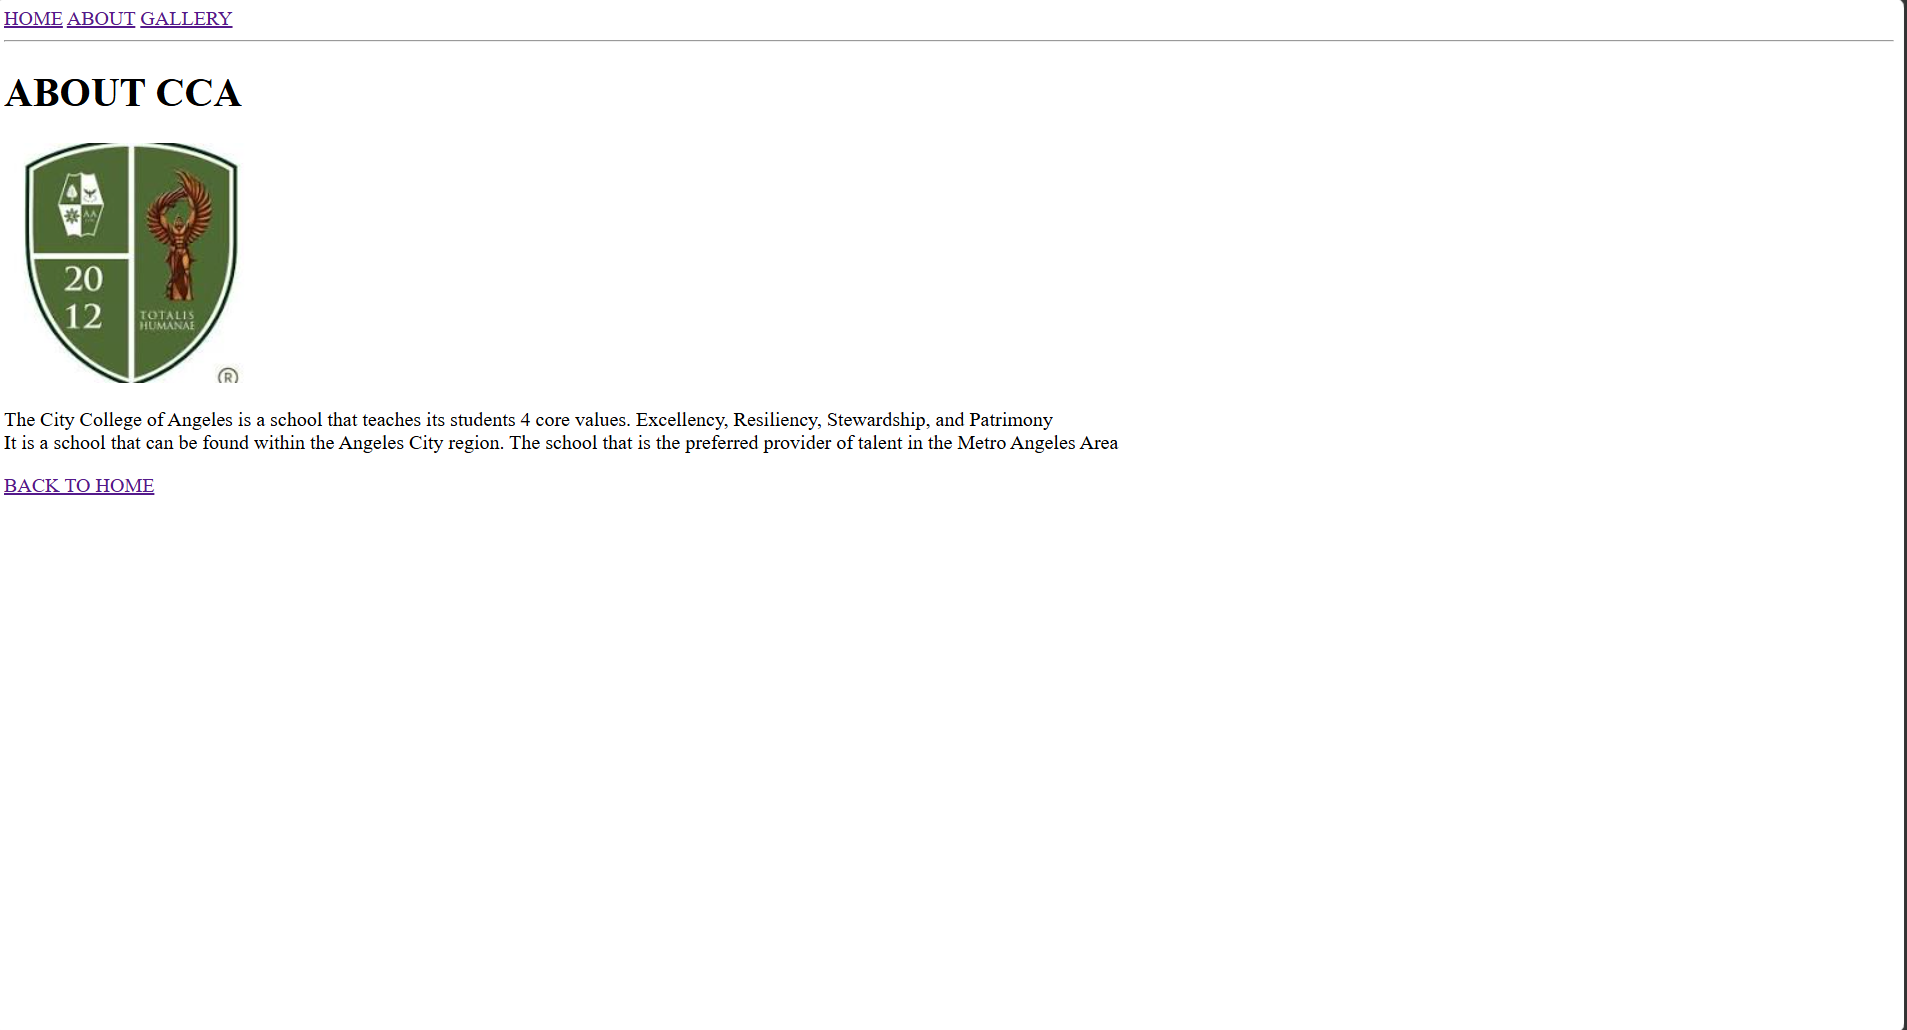 HOME ABOUT GALLERY
ABOUT CCA
AA
20
12
TOTALIS
HUMANAE
®
The City College of Angeles is a school that teaches its students 4 core values. Excellency, Resiliency, Stewardship, and Patrimony
It is a school that can be found within the Angeles City region. The school that is the preferred provider of talent in the Metro Angeles Area
BACK TO HOME